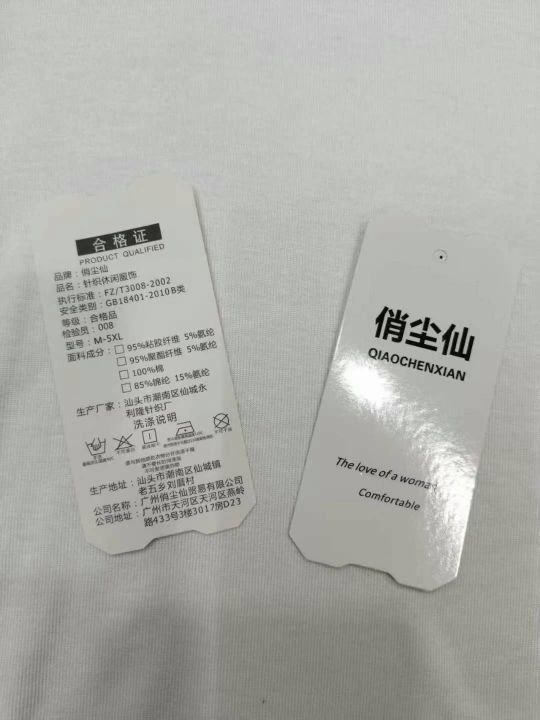 合格证
PRODUCT QUALIFIED
品牌：俏尘仙
品名：针织休闲服饰
执行标准：FZ/T3008-2002
安全类别：GB18401-2010B类
等级：合格品
检验员：008
型号：M-5XL
面料成分：□ 95%粘胶纤维 5%氨纶
□ 95%聚酯纤维 5%氨纶
□ 100%棉
□ 85%棉纶 15%氨纶
生产厂家：汕头市潮南区仙城永
利隆针织厂
洗涤说明
生产地址：汕头市潮南区仙城镇
老五乡刘厝村
公司名称：广州俏尘仙贸易有限公司
公司地址：广州市天河区天河区燕岭
路433号3楼3017房D23
俏尘仙
QIAOCHENXIAN
The love of a woman
Comfortable